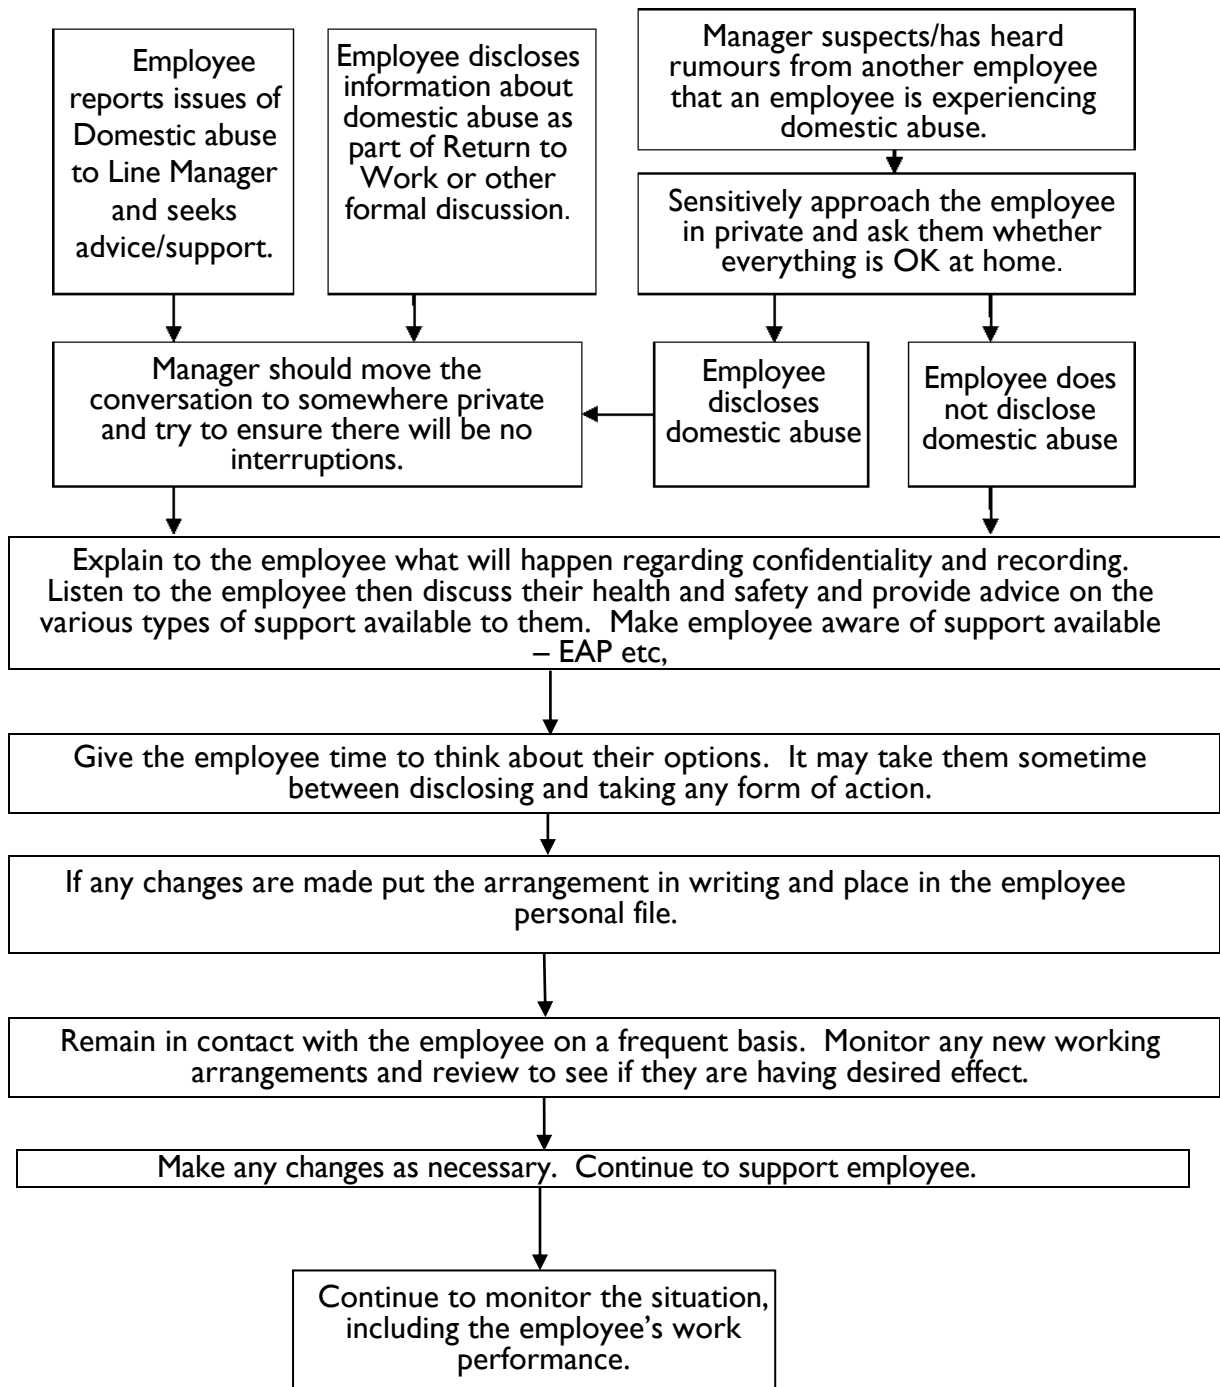 Employee
reports issues of
Domestic abuse
to Line Manager
and seeks
advice/support.
Employee discloses
information about
domestic abuse as
part of Return to
Work or other
formal discussion.
Manager suspects/has heard
rumours from another employee
that an employee is experiencing
domestic abuse.
Sensitively approach the employee
in private and ask them whether
everything is OK at home.
Manager should move the
conversation to somewhere private
and try to ensure there will be no
interruptions.
Employee
discloses
domestic abuse
Employee does
not disclose
domestic abuse
Explain to the employee what will happen regarding confidentiality and recording.
Listen to the employee then discuss their health and safety and provide advice on the
various types of support available to them.  Make employee aware of support available
– EAP etc,
Give the employee time to think about their options.  It may take them sometime
between disclosing and taking any form of action.
If any changes are made put the arrangement in writing and place in the employee
personal file.
Remain in contact with the employee on a frequent basis.  Monitor any new working
arrangements and review to see if they are having desired effect.
Make any changes as necessary.  Continue to support employee.
Continue to monitor the situation,
including the employee’s work
performance.